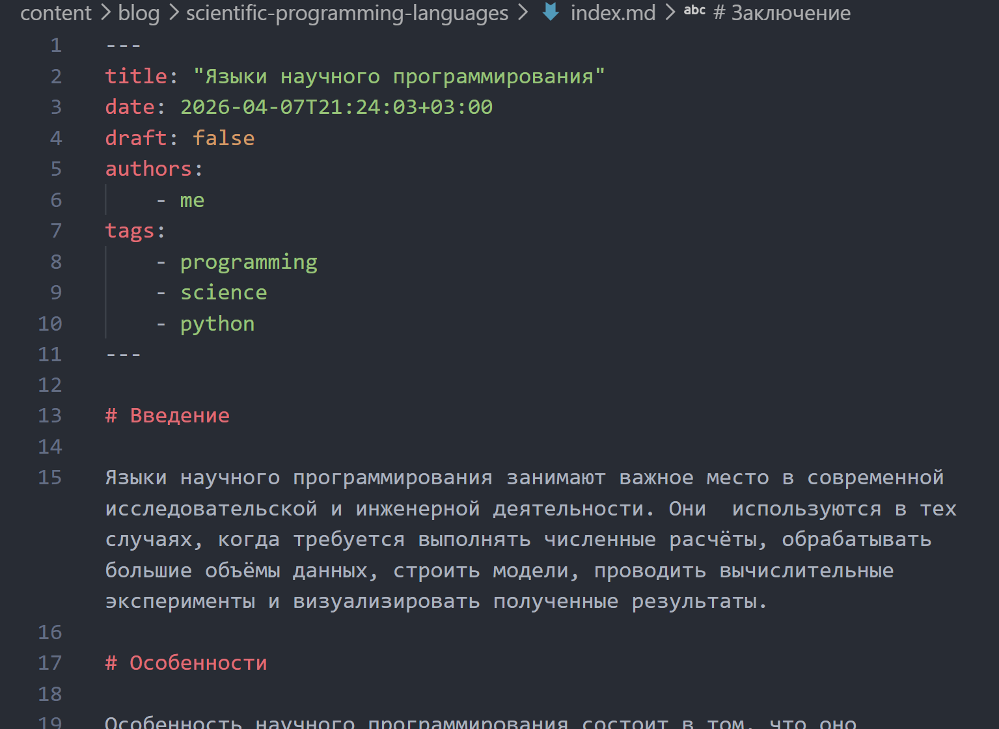 content > blog > scientific-programming-languages > index.md > abc # Заключение
1 ---
2 title: "Языки научного программирования"
3 date: 2026-04-07T21:24:03+03:00
4 draft: false
5 authors:
6     - me
7 tags:
8     - programming
9     - science
10     - python
11 ---
12
13 # Введение
14
15 Языки научного программирования занимают важное место в современной
исследовательской и инженерной деятельности. Они  используются в тех
случаях, когда требуется выполнять численные расчёты, обрабатывать
большие объёмы данных, строить модели, проводить вычислительные
эксперименты и визуализировать полученные результаты.
16
17 # Особенности
18
19 Особенность научного программирования состоит в том, что оно